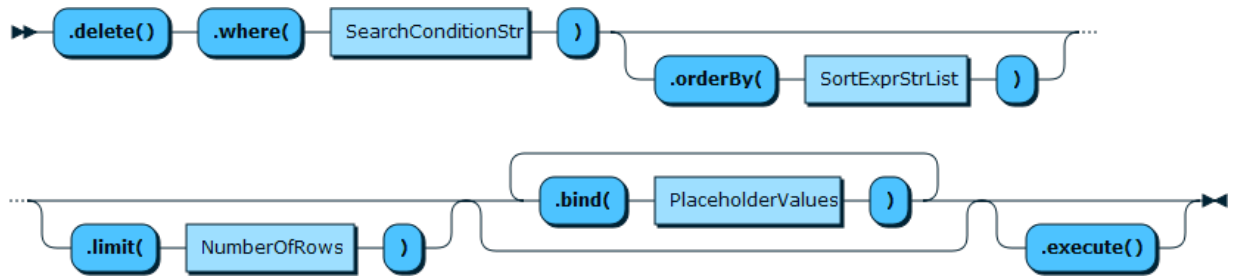 .delete() .where( SearchConditionStr )
.orderBy( SortExprStrList )
.bind( PlaceholderValues )
.limit( NumberOfRows ) .execute()